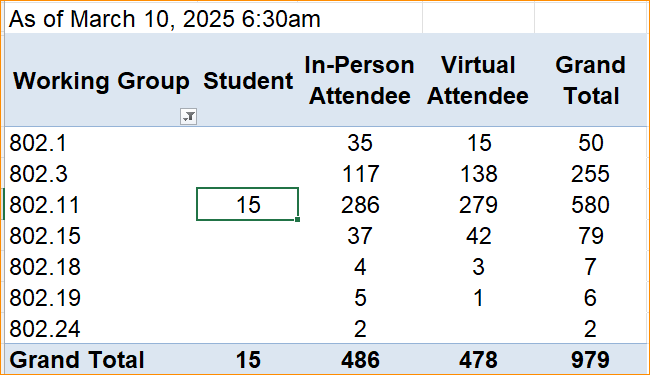 As of March 10, 2025 6:30am
Working Group Student In-Person Attendee Virtual Attendee Grand Total
802.1 35 15 50
802.3 117 138 255
802.11 15 286 279 580
802.15 37 42 79
802.18 4 3 7
802.19 5 1 6
802.24 2 2
Grand Total 15 486 478 979